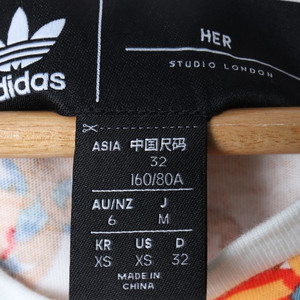 adidas
HER
STUDIO LONDON
ASIA 中国尺码
32
160/80A
AU/NZ J
6 M
KR US D
XS XS 32
MADE IN
CHINA